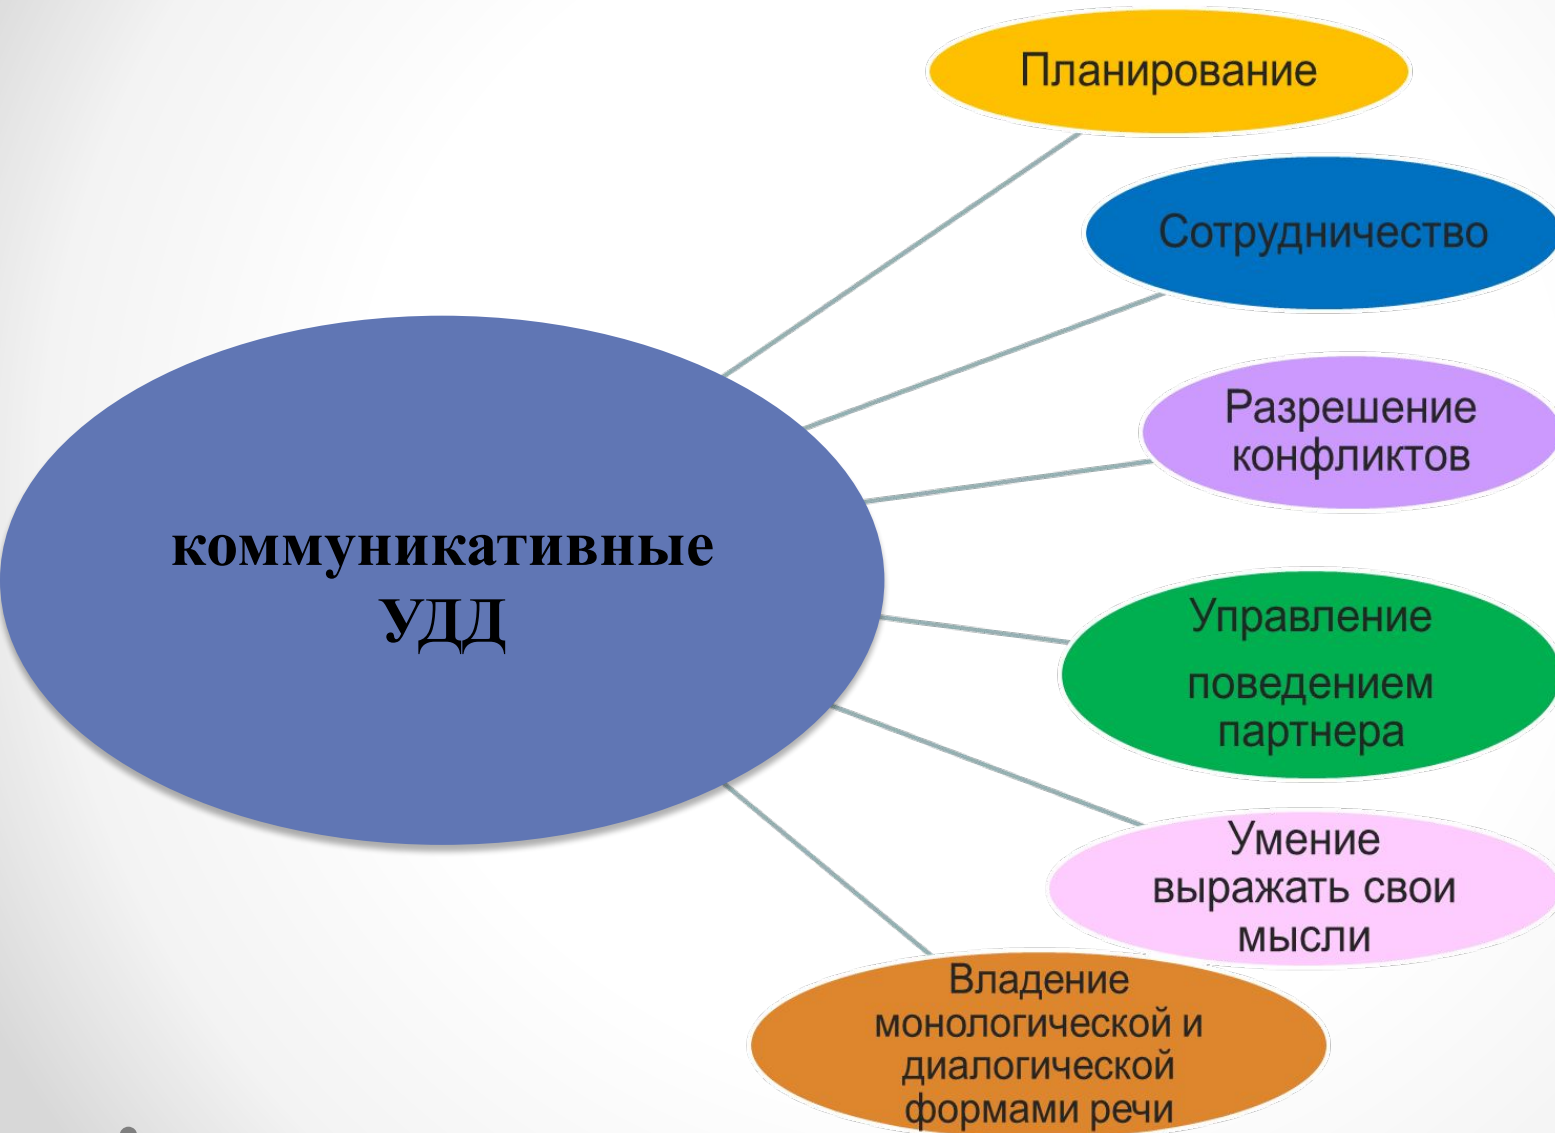 Планирование
Сотрудничество
Разрешение
конфликтов
коммуникативные
УДД
Управление
поведением
партнера
Умение
выражать свои
мысли
Владение
монологической и
диалогической
формами речи